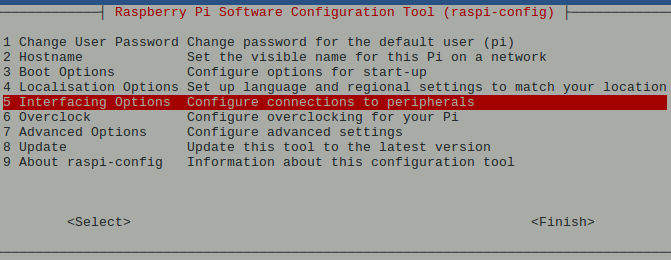 Raspberry Pi Software Configuration Tool (raspi-config)
1 Change User Password Change password for the default user (pi)
2 Hostname Set the visible name for this Pi on a network
3 Boot Options Configure options for start-up
4 Localisation Options Set up language and regional settings to match your location
5 Interfacing Options Configure connections to peripherals
6 Overclock Configure overclocking for your Pi
7 Advanced Options Configure advanced settings
8 Update Update this tool to the latest version
9 About raspi-config Information about this configuration tool
<Select> <Finish>